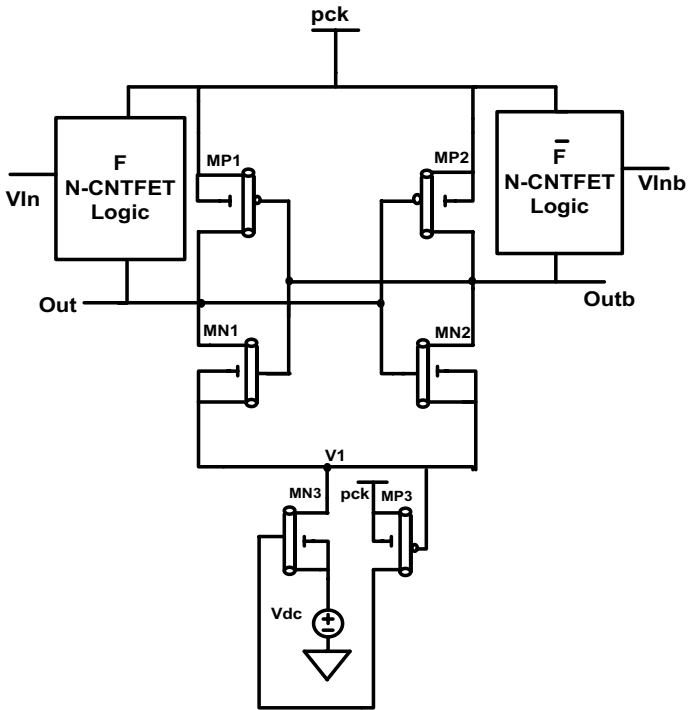 pck
F
N-CNTFET
Logic
VIn
MP1
MP2
F̅
N-CNTFET
Logic
VInb
Out
Outb
MN1
MN2
V1
MN3
pck
MP3
Vdc